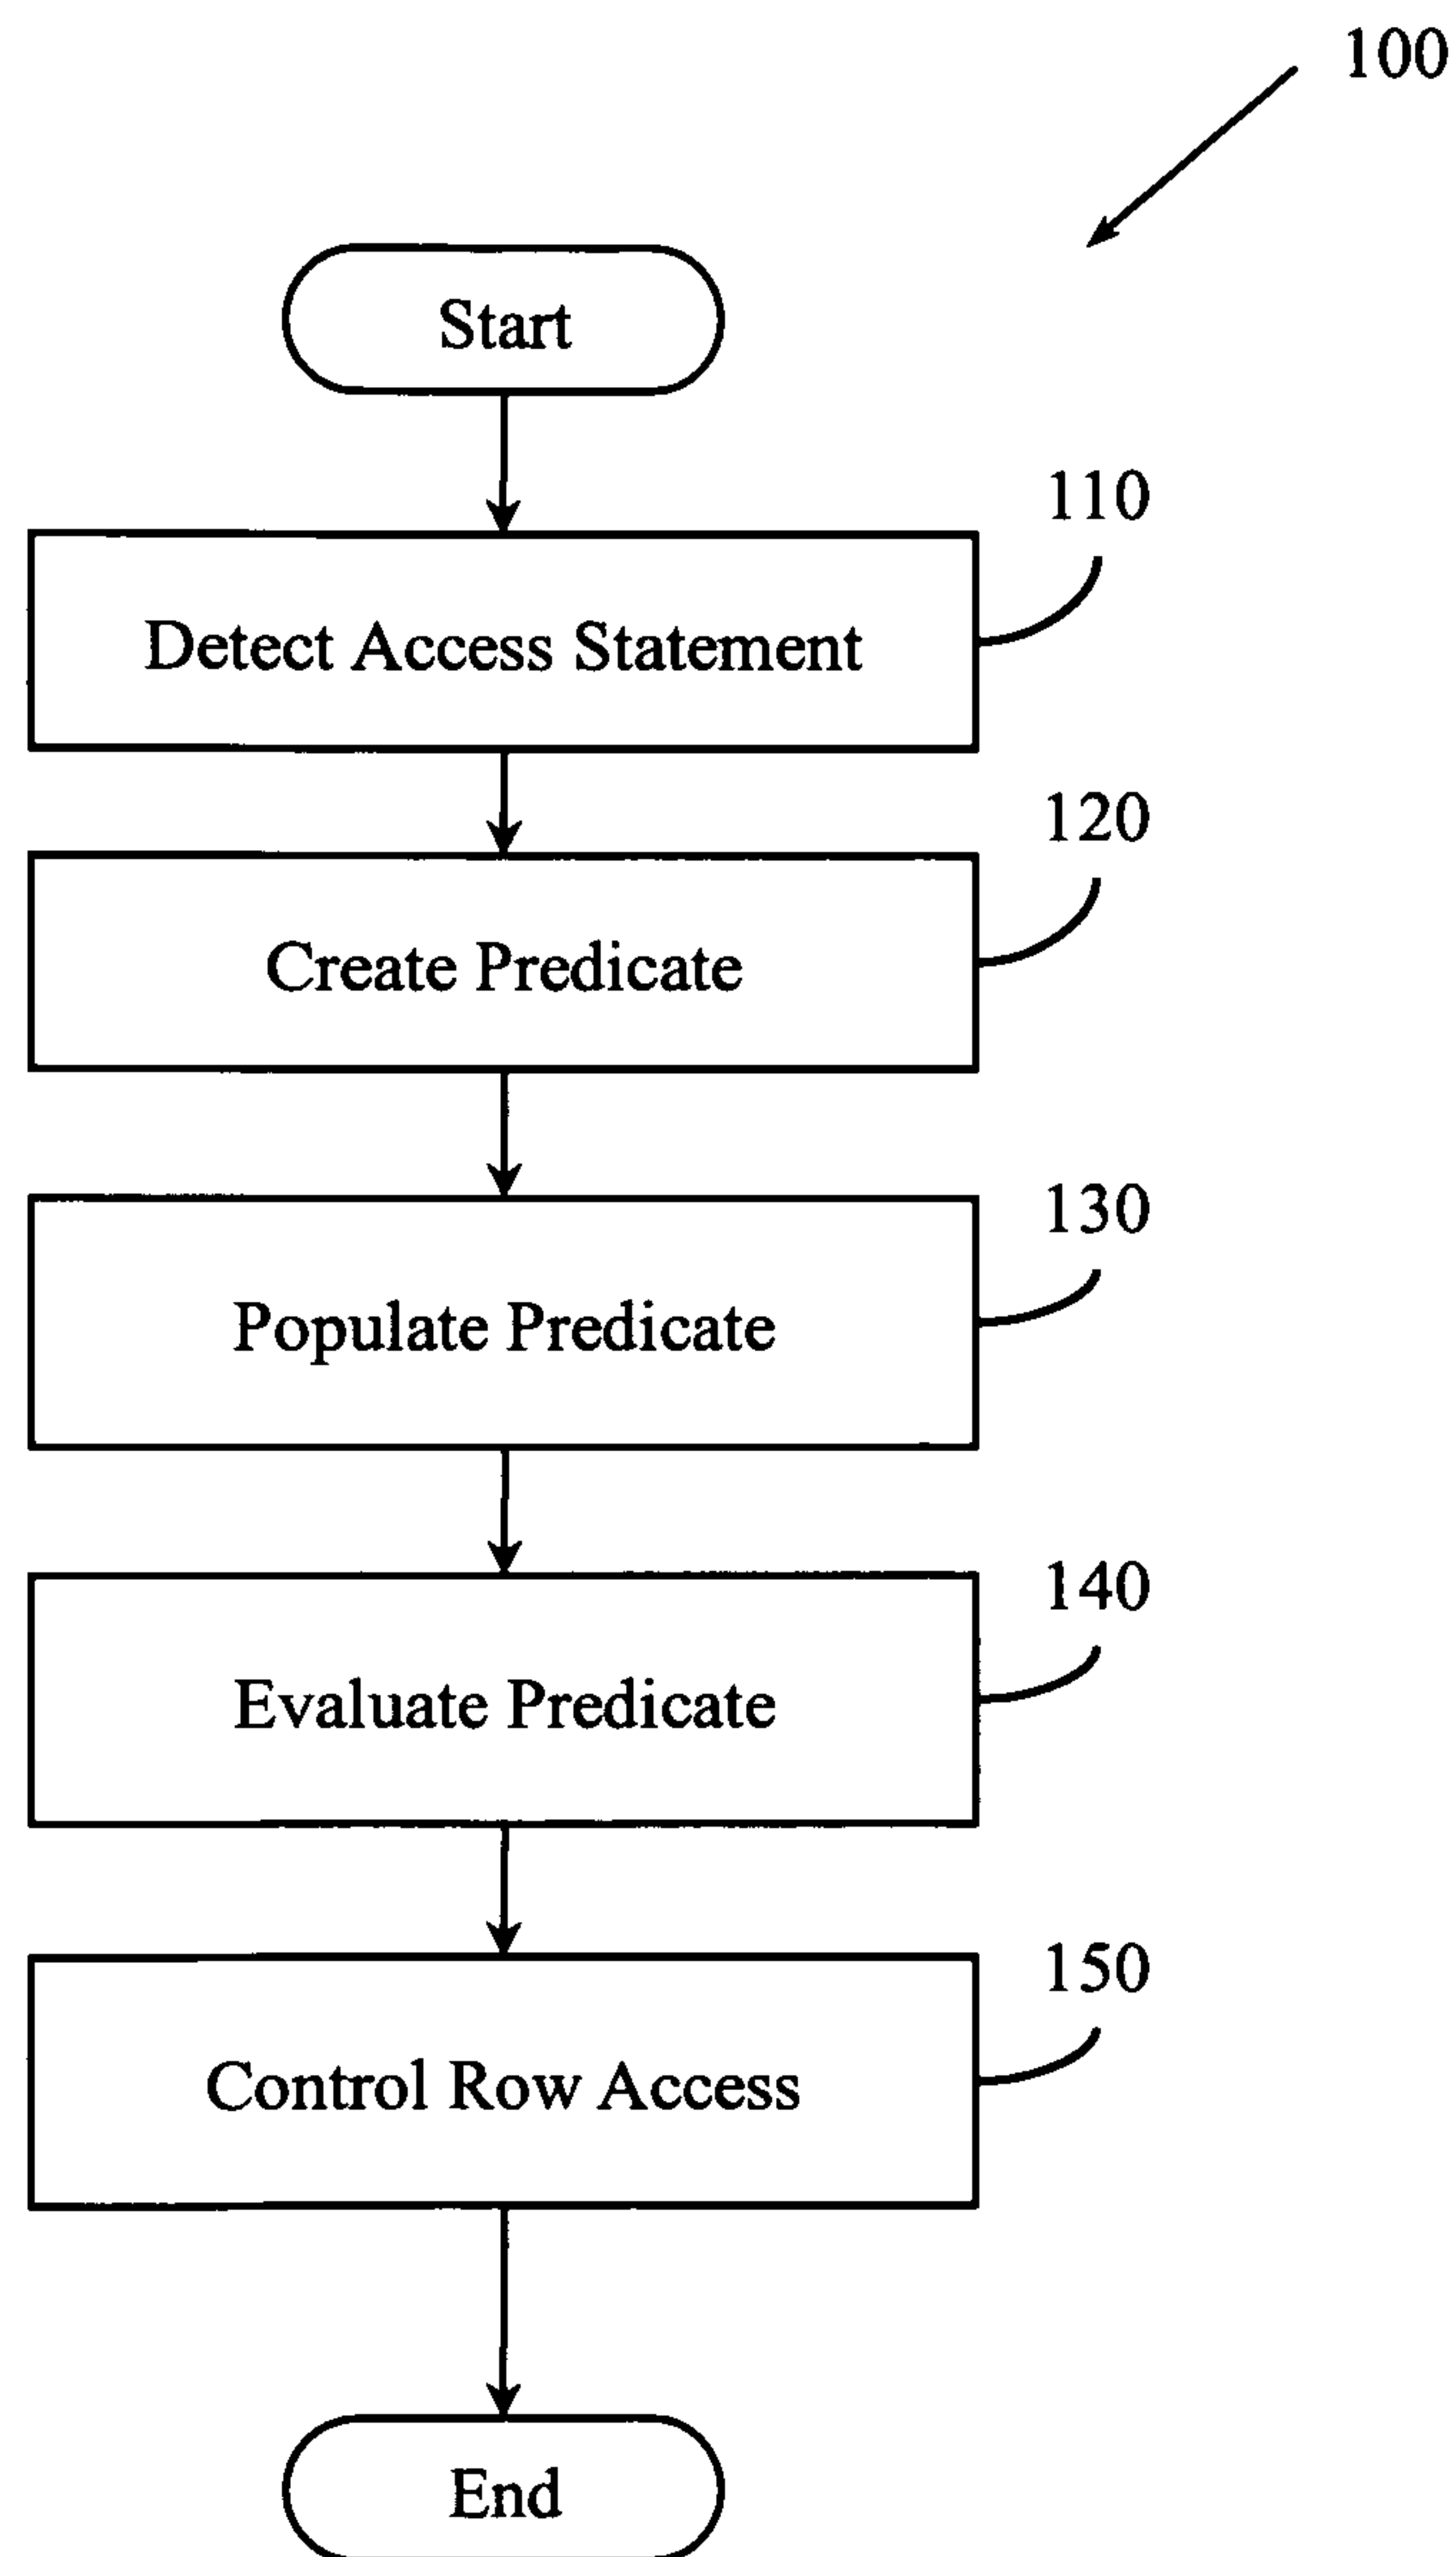 100
Start
110
Detect Access Statement
120
Create Predicate
130
Populate Predicate
140
Evaluate Predicate
150
Control Row Access
End